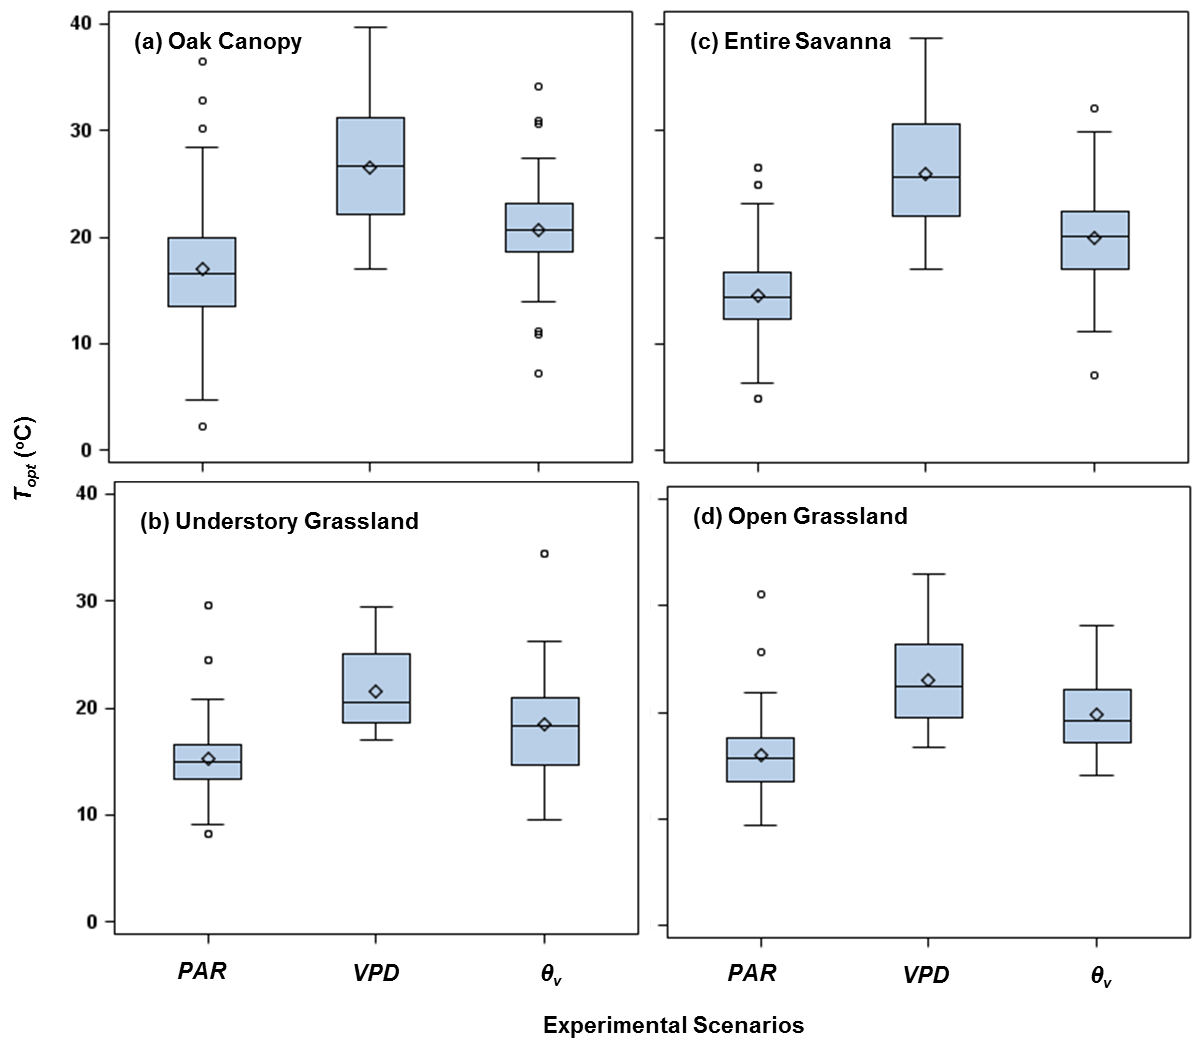 (a) Oak Canopy
40
30
20
10
0
(c) Entire Savanna
T_opt (°C)
(b) Understory Grassland
40
30
20
10
0
(d) Open Grassland
PAR VPD θ_v
PAR VPD θ_v
Experimental Scenarios